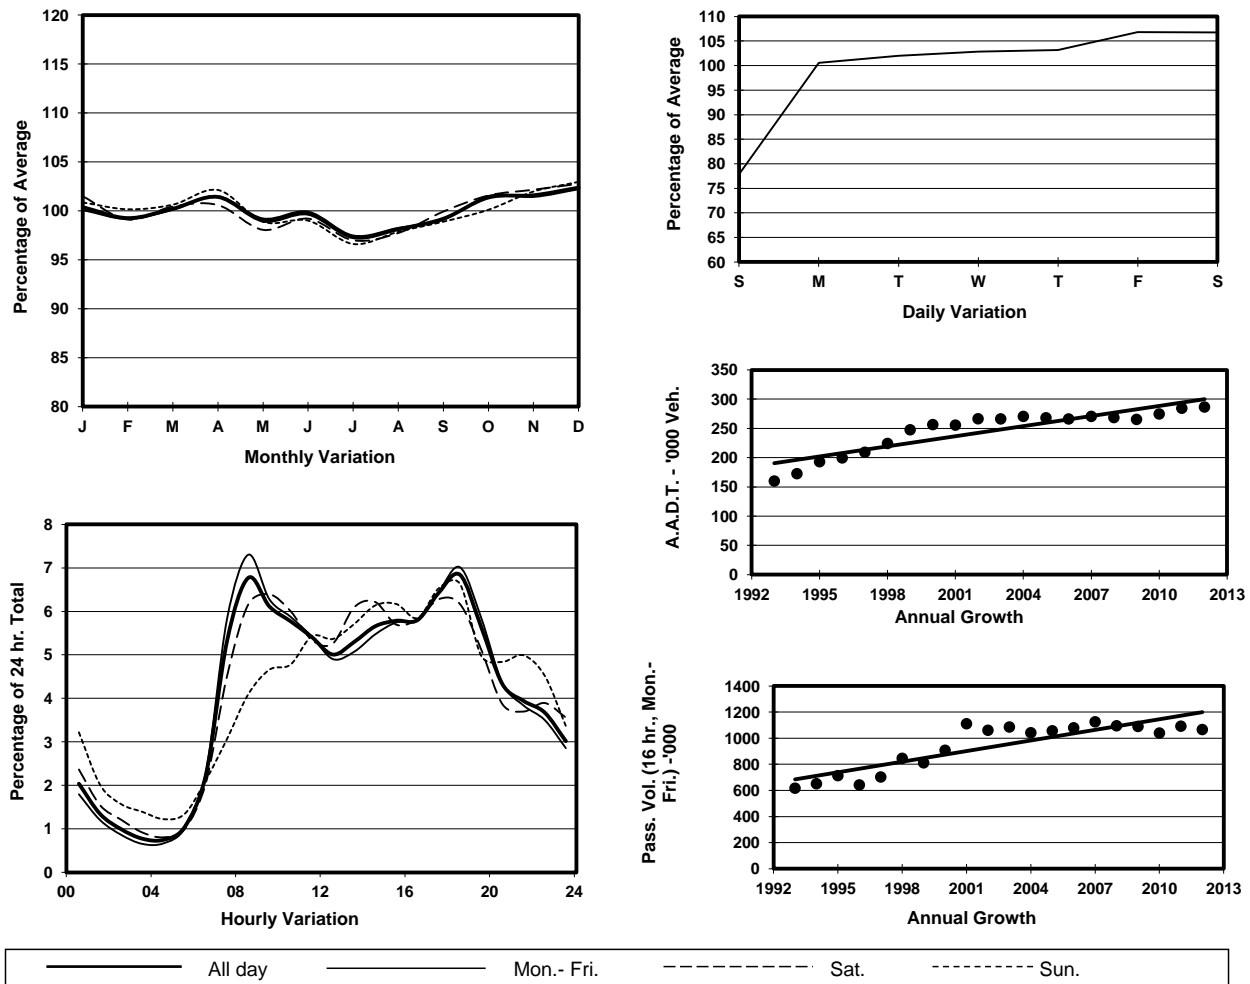 120
115
110
105
100
95
90
85
80
Percentage of Average
J F M A M J J A S O N D
Monthly Variation
110
105
100
95
90
85
80
75
70
65
60
Percentage of Average
S M T W T F S
Daily Variation
350
300
250
200
150
100
50
0
A.A.D.T. - '000 Veh.
1992 1995 1998 2001 2004 2007 2010 2013
Annual Growth
8
7
6
5
4
3
2
1
0
Percentage of 24 hr. Total
00 04 08 12 16 20 24
Hourly Variation
1400
1200
1000
800
600
400
200
0
Pass. Vol. (16 hr., Mon.-
Fri.) -'000
1992 1995 1998 2001 2004 2007 2010 2013
Annual Growth
All day Mon.- Fri. Sat. Sun.